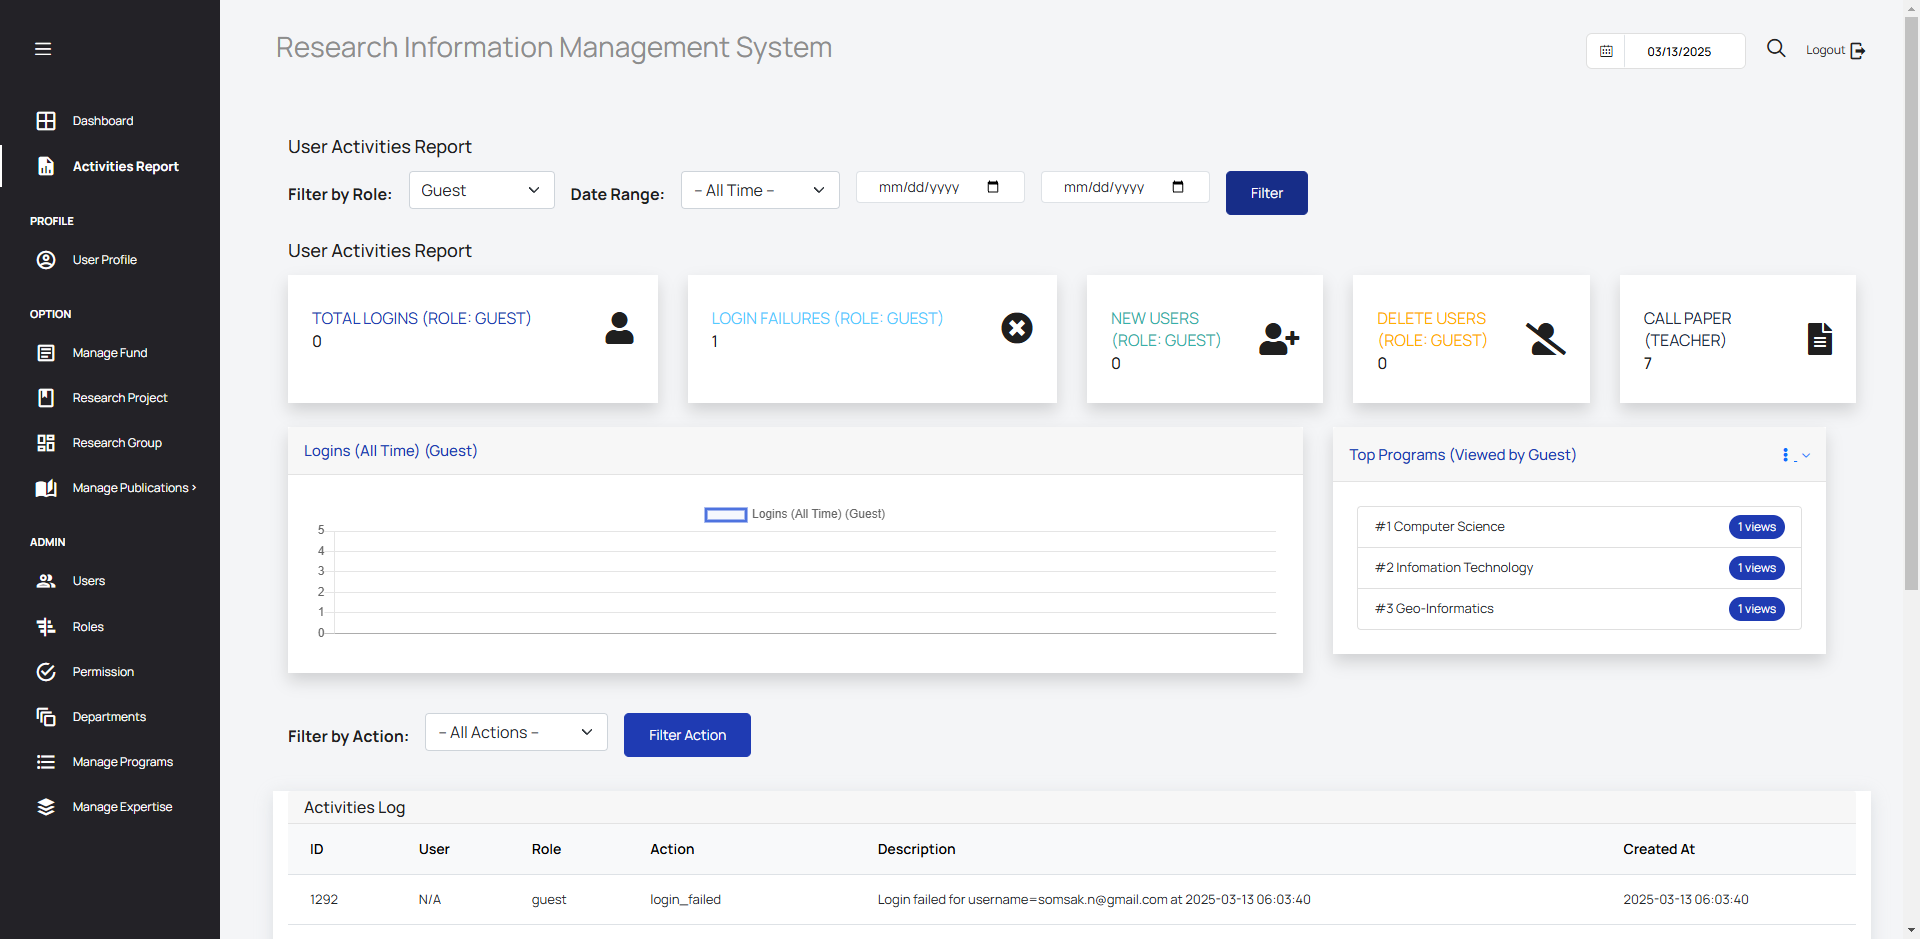 Research Information Management System
03/13/2025
Logout
Dashboard
Activities Report
PROFILE
User Profile
OPTION
Manage Fund
Research Project
Research Group
Manage Publications ›
ADMIN
Users
Roles
Permission
Departments
Manage Programs
Manage Expertise
User Activities Report
Filter by Role: Guest Date Range: -- All Time -- mm/dd/yyyy mm/dd/yyyy Filter
User Activities Report
TOTAL LOGINS (ROLE: GUEST)
0
LOGIN FAILURES (ROLE: GUEST)
1
NEW USERS
(ROLE: GUEST)
0
DELETE USERS
(ROLE: GUEST)
0
CALL PAPER
(TEACHER)
7
Logins (All Time) (Guest)
Logins (All Time) (Guest)
5
4
3
2
1
0
Top Programs (Viewed by Guest)
#1 Computer Science 1 views
#2 Infomation Technology 1 views
#3 Geo-Informatics 1 views
Filter by Action: -- All Actions -- Filter Action
Activities Log
ID User Role Action Description Created At
1292 N/A guest login_failed Login failed for username=somsak.n@gmail.com at 2025-03-13 06:03:40 2025-03-13 06:03:40